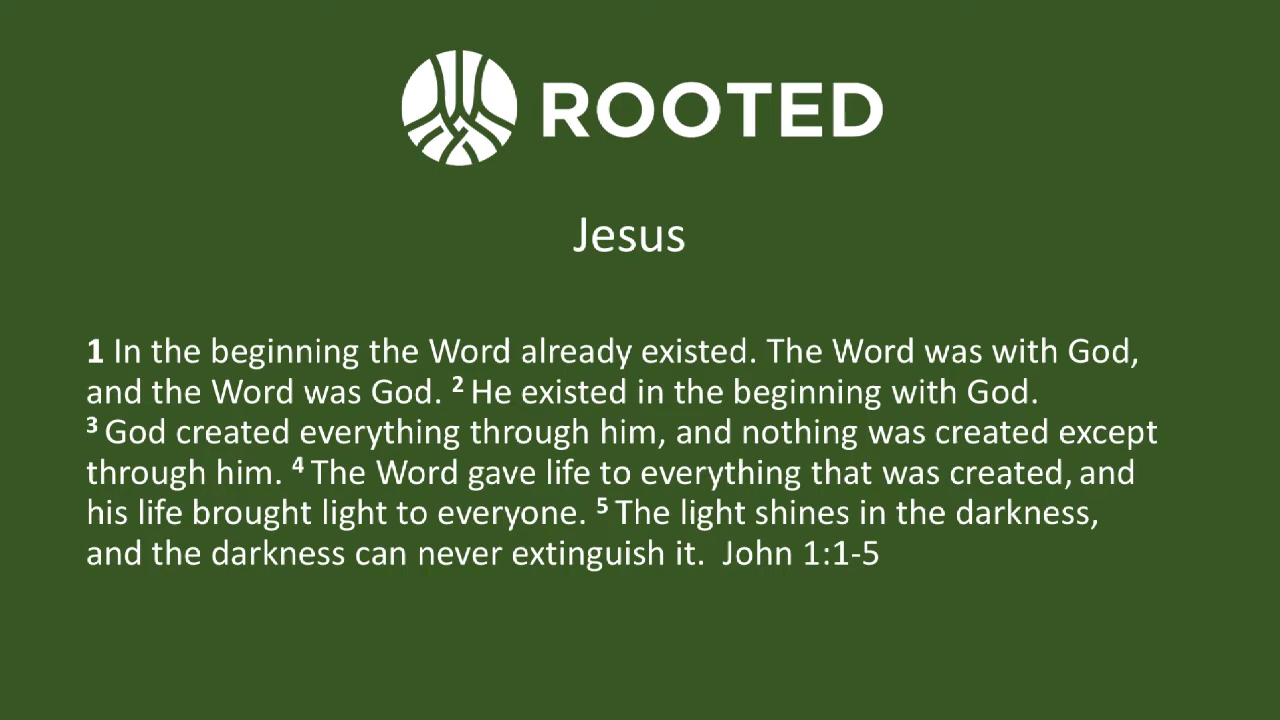 ROOTED
Jesus
1 In the beginning the Word already existed. The Word was with God,
and the Word was God. 2 He existed in the beginning with God.
3 God created everything through him, and nothing was created except
through him. 4 The Word gave life to everything that was created, and
his life brought light to everyone. 5 The light shines in the darkness,
and the darkness can never extinguish it.  John 1:1-5